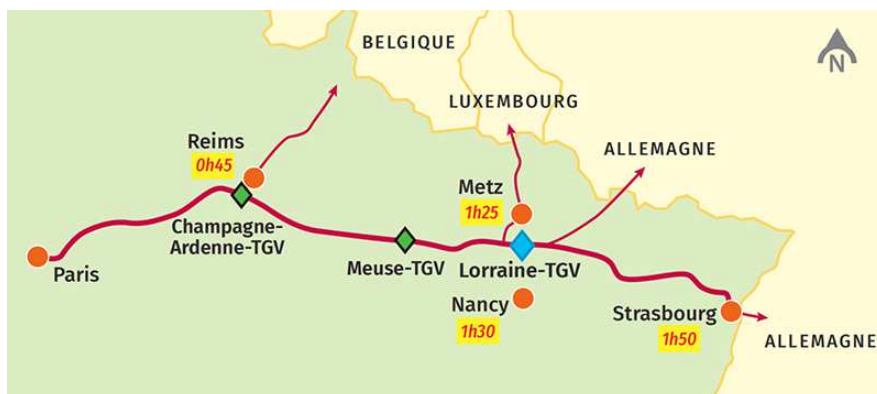 BELGIQUE
N
LUXEMBOURG
Reims
0h45
ALLEMAGNE
Metz
1h25
Champagne-
Ardenne-TGV
Paris
Meuse-TGV
Lorraine-TGV
Nancy
1h30
Strasbourg
1h50
ALLEMAGNE